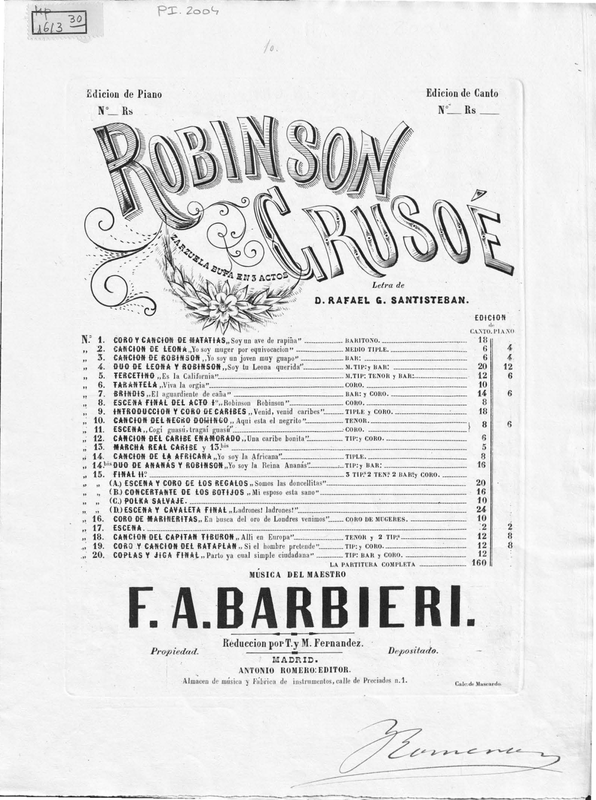 MP 1613 30
PI. 2004
10.
Edicion de Piano
Edicion de Canto
N.º Rs
N.º Rs
ROBINSON
CRUSOÉ
ZARZUELA BUFA EN 3 ACTOS
Letra de
D. RAFAEL G. SANTISTEBAN.
EDICION
de
CANTO. PIANO
N.º 1. CORO Y CANCION DE MATATIAS „Soy un ave de rapiña" BARITONO. 18
„ 2. CANCION DE LEONA „Yo soy muger por equivocacion" MEDIO TIPLE. 6 4
„ 3. CANCION DE ROBINSON „Yo soy un joven muy guapo" BAR: 6 4
„ 4. DUO DE LEONA Y ROBINSON „Soy tu Leona querida" M. TIP: y BAR: 20 12
„ 5. TERCETINO „Es la California" M. TIP: TENOR y BAR: 12 6
„ 6. TARANTELA „Viva la orgia" CORO. 10
„ 7. BRINDIS „El aguardiente de caña" BAR: y CORO. 14 6
„ 8. ESCENA FINAL DEL ACTO 1º „Robinson Robinson" CORO. 8
„ 9. INTRODUCCION Y CORO DE CARIBES „Venid, venid caribes" TIPLE y CORO. 18
„ 10. CANCION DEL NEGRO DOMINGO „Aqui esta el negrito" TENOR.
„ 11. ESCENA „Cogi guasú, tragai guasú" CORO. } 8 6
„ 12. CANCION DEL CARIBE ENAMORADO „Una caribe bonita" TIP: y CORO. 6
„ 13. MARCHA REAL CARIBE y 13. bis 5
„ 14. CANCION DE LA AFRICANA „Yo soy la Africana" TIPLE. 8
„ 14. bis DUO DE ANANÁS Y ROBINSON „Yo soy la Reina Ananás" TIP: y BAR: 16
„ 15. FINAL IIº 3 TIP.ˢ 2 TEN.ˢ 2 BAR.ˢ y CORO.
„ „ (A.) ESCENA Y CORO DE LOS REGALOS „Somos las doncellitas" 20
„ „ (B.) CONCERTANTE DE LOS BOTIJOS „Mi esposo esta sano" 16
„ „ (C.) POLKA SALVAJE. 10
„ „ (D.) ESCENA Y CAVALETA FINAL „Ladrones! ladrones!" 24
„ 16. CORO DE MARINERITAS „En busca del oro de Londres venimos" CORO DE MUGERES. 10
„ 17. ESCENA. 2 2
„ 18. CANCION DEL CAPITAN TIBURON „Alli en Europa" TENOR y 2 TIP.ˢ 12 8
„ 19. CORO Y CANCION DEL RATAPLAN „Si el hombre pretende" TIP: y CORO. 12 8
„ 20. COPLAS Y JIGA FINAL „Parto ya cual simple ciudadana" TIP: BAR y CORO. 12
LA PARTITURA COMPLETA 160
MÚSICA DEL MAESTRO
F. A. BARBIERI.
Reduccion por T. y M. Fernandez.
Propiedad.
Depositado.
MADRID.
ANTONIO ROMERO: EDITOR.
Almacen de música y Fábrica de instrumentos, calle de Preciados n. 1.
Calc: de Mascardo